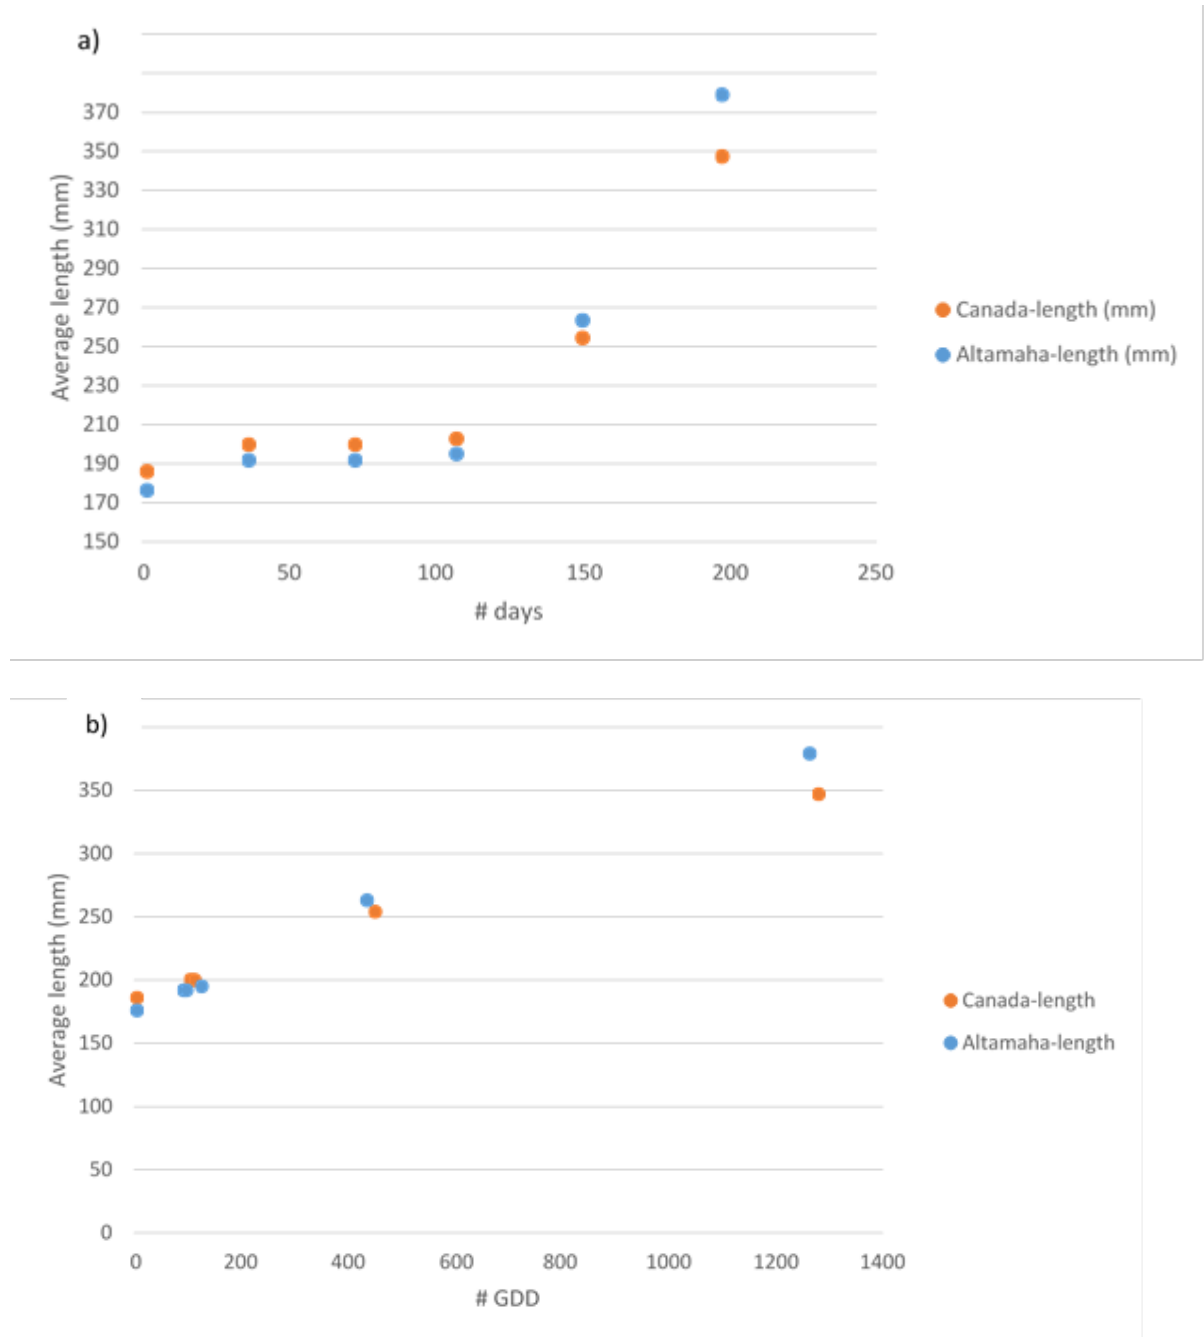 a)
370
350
330
310
290
270
250
230
210
190
170
150
Average length (mm)
0 50 100 150 200 250
# days
Canada-length (mm)
Altamaha-length (mm)
b)
350
300
250
200
150
100
50
0
Average length (mm)
0 200 400 600 800 1000 1200 1400
# GDD
Canada-length
Altamaha-length